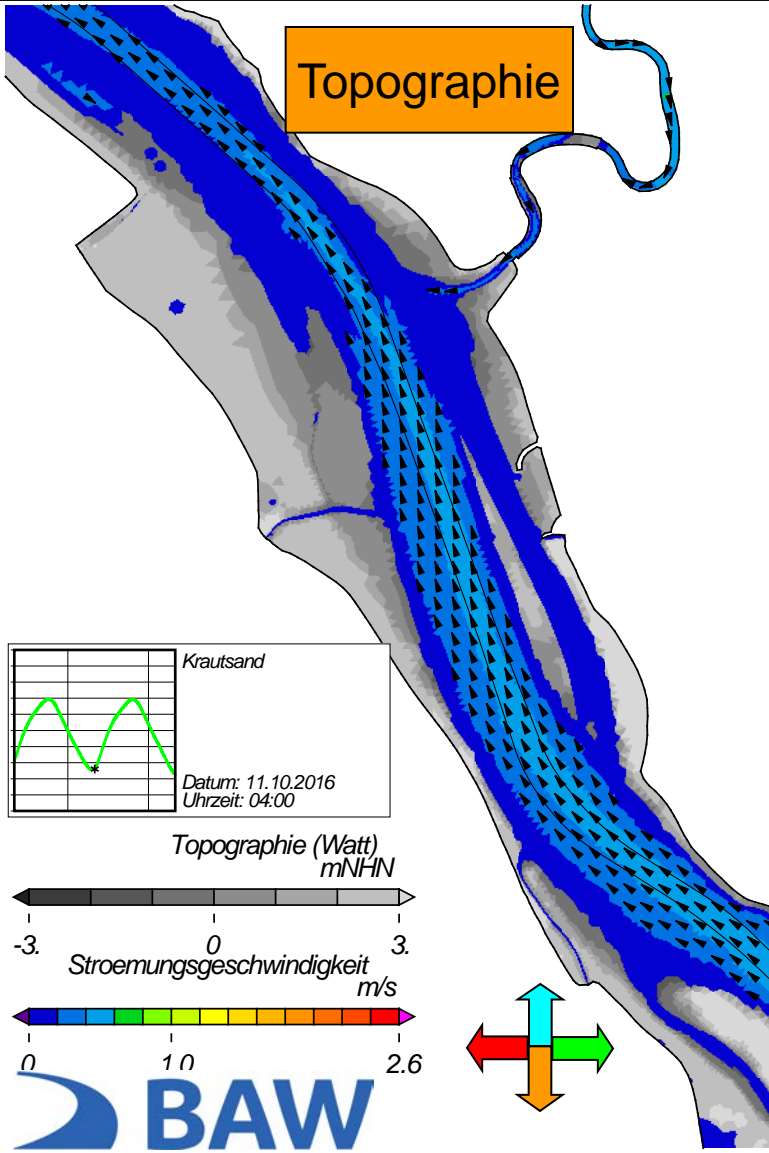 Topographie
Krautsand
Datum: 11.10.2016
Uhrzeit: 04:00
Topographie (Watt)
mNHN
-3. 0 3.
Stroemungsgeschwindigkeit
m/s
0 1.0 2.6
BAW